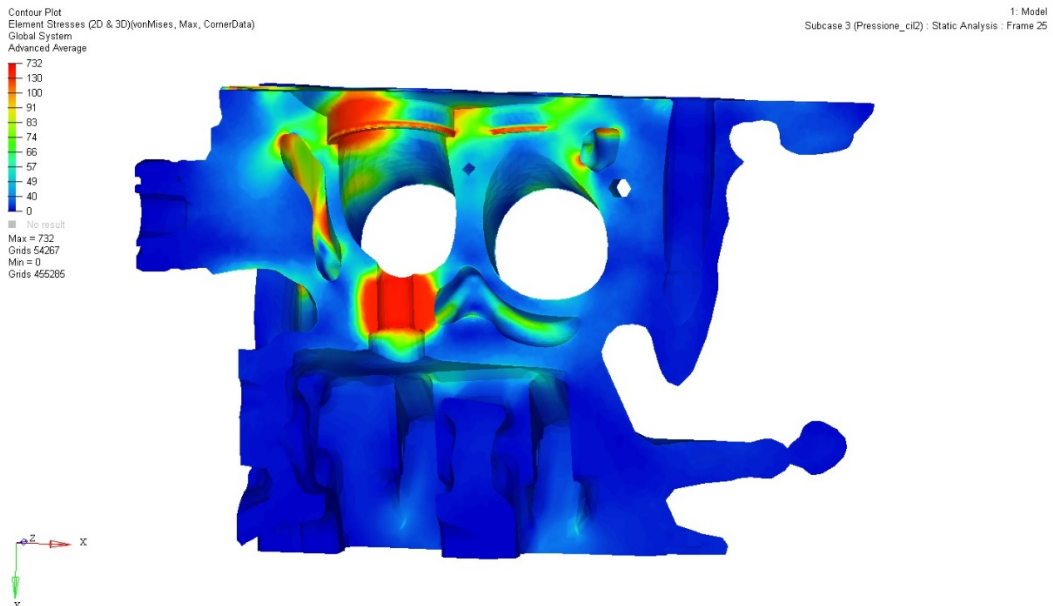 Contour Plot
Element Stresses (2D & 3D)(vonMises, Max, CornerData)
Global System
Advanced Average
732
130
100
91
83
74
66
57
49
40
0
No result
Max = 732
Grids 54267
Min = 0
Grids 455285
1: Model
Subcase 3 (Pressione_cil2) : Static Analysis : Frame 25
Z
X
Y